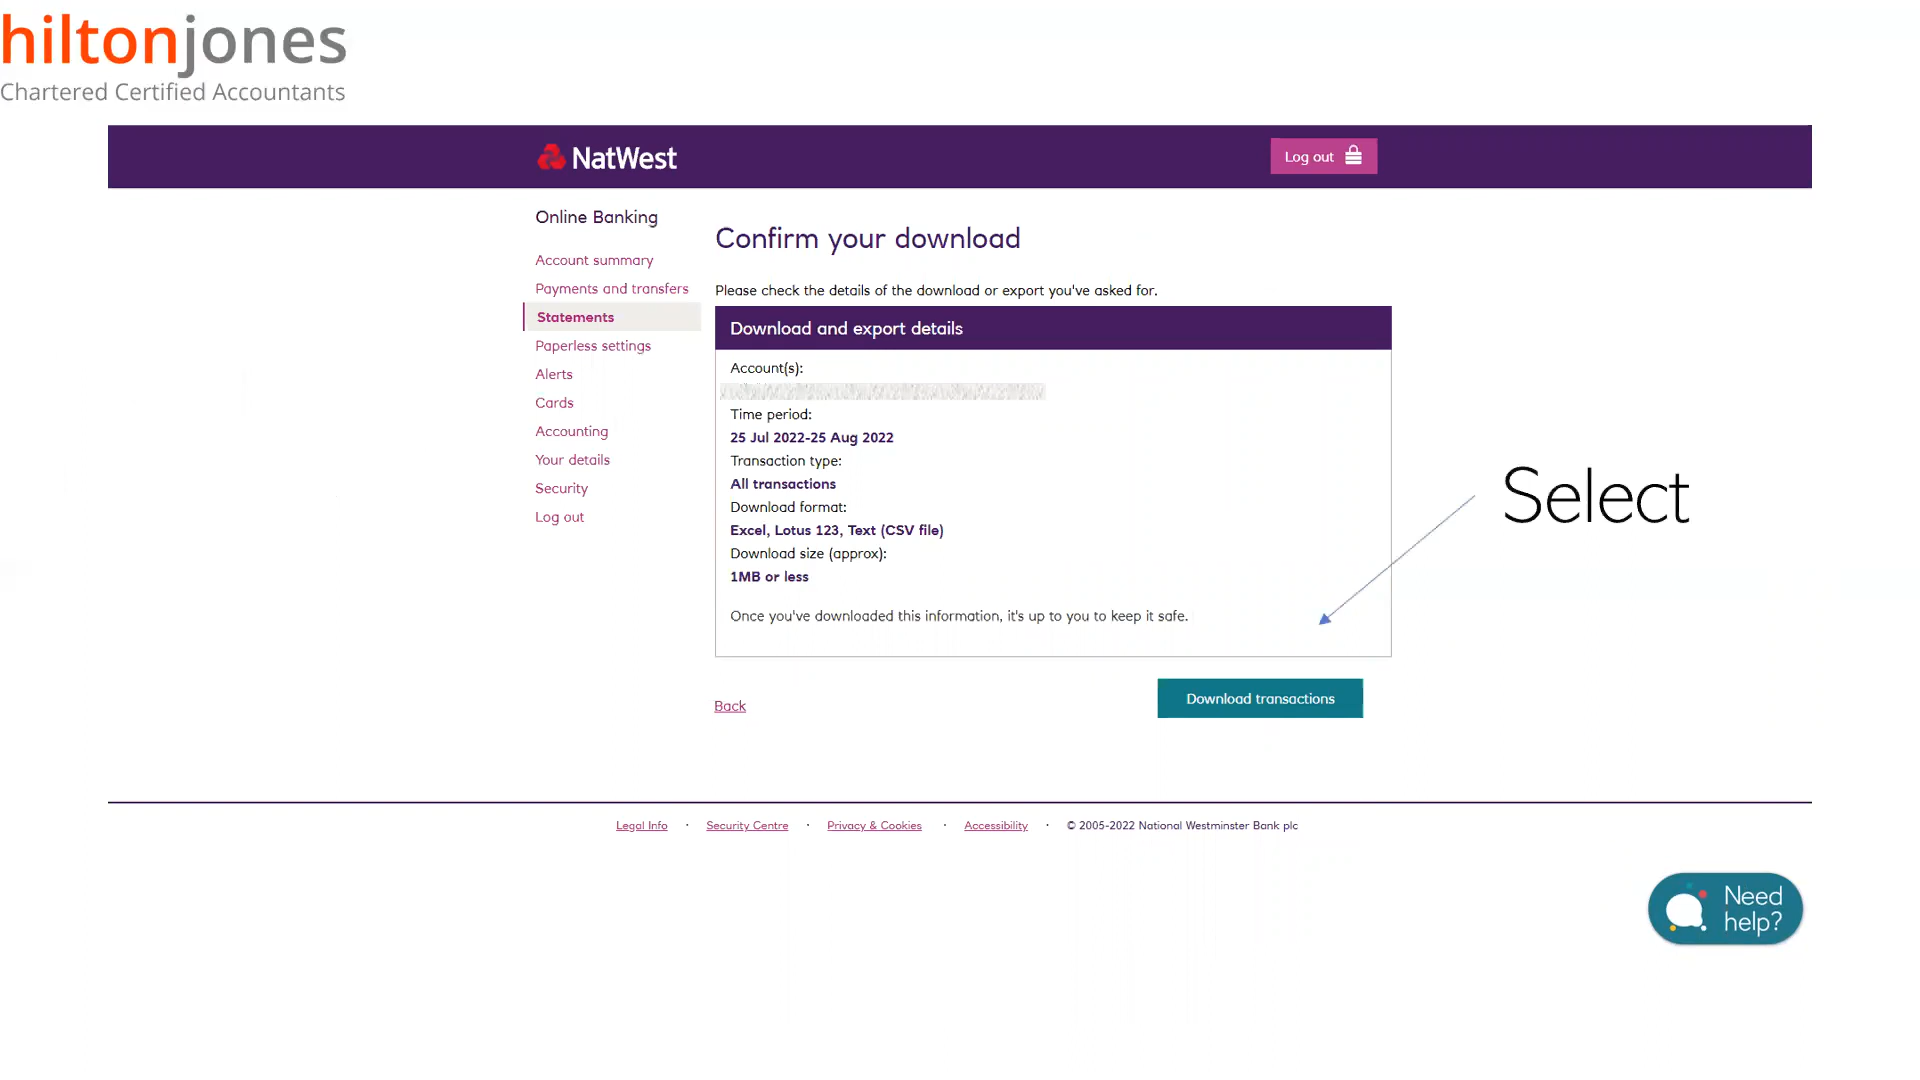 hiltonjones
Chartered Certified Accountants
NatWest
Log out
Online Banking
Account summary
Payments and transfers
Statements
Paperless settings
Alerts
Cards
Accounting
Your details
Security
Log out
Confirm your download
Please check the details of the download or export you've asked for.
Download and export details
Account(s):
Time period:
25 Jul 2022-25 Aug 2022
Transaction type:
All transactions
Download format:
Excel, Lotus 123, Text (CSV file)
Download size (approx):
1MB or less
Once you've downloaded this information, it's up to you to keep it safe.
Back
Download transactions
Select
Legal Info · Security Centre · Privacy & Cookies · Accessibility · © 2005-2022 National Westminster Bank plc
Need
help?